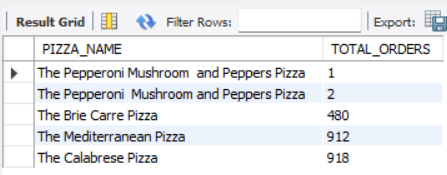 Result Grid Filter Rows: Export:
PIZZA_NAME TOTAL_ORDERS
The Pepperoni Mushroom  and Peppers Pizza 1
The Pepperoni  Mushroom and Peppers Pizza 2
The Brie Carre Pizza 480
The Mediterranean Pizza 912
The Calabrese Pizza 918